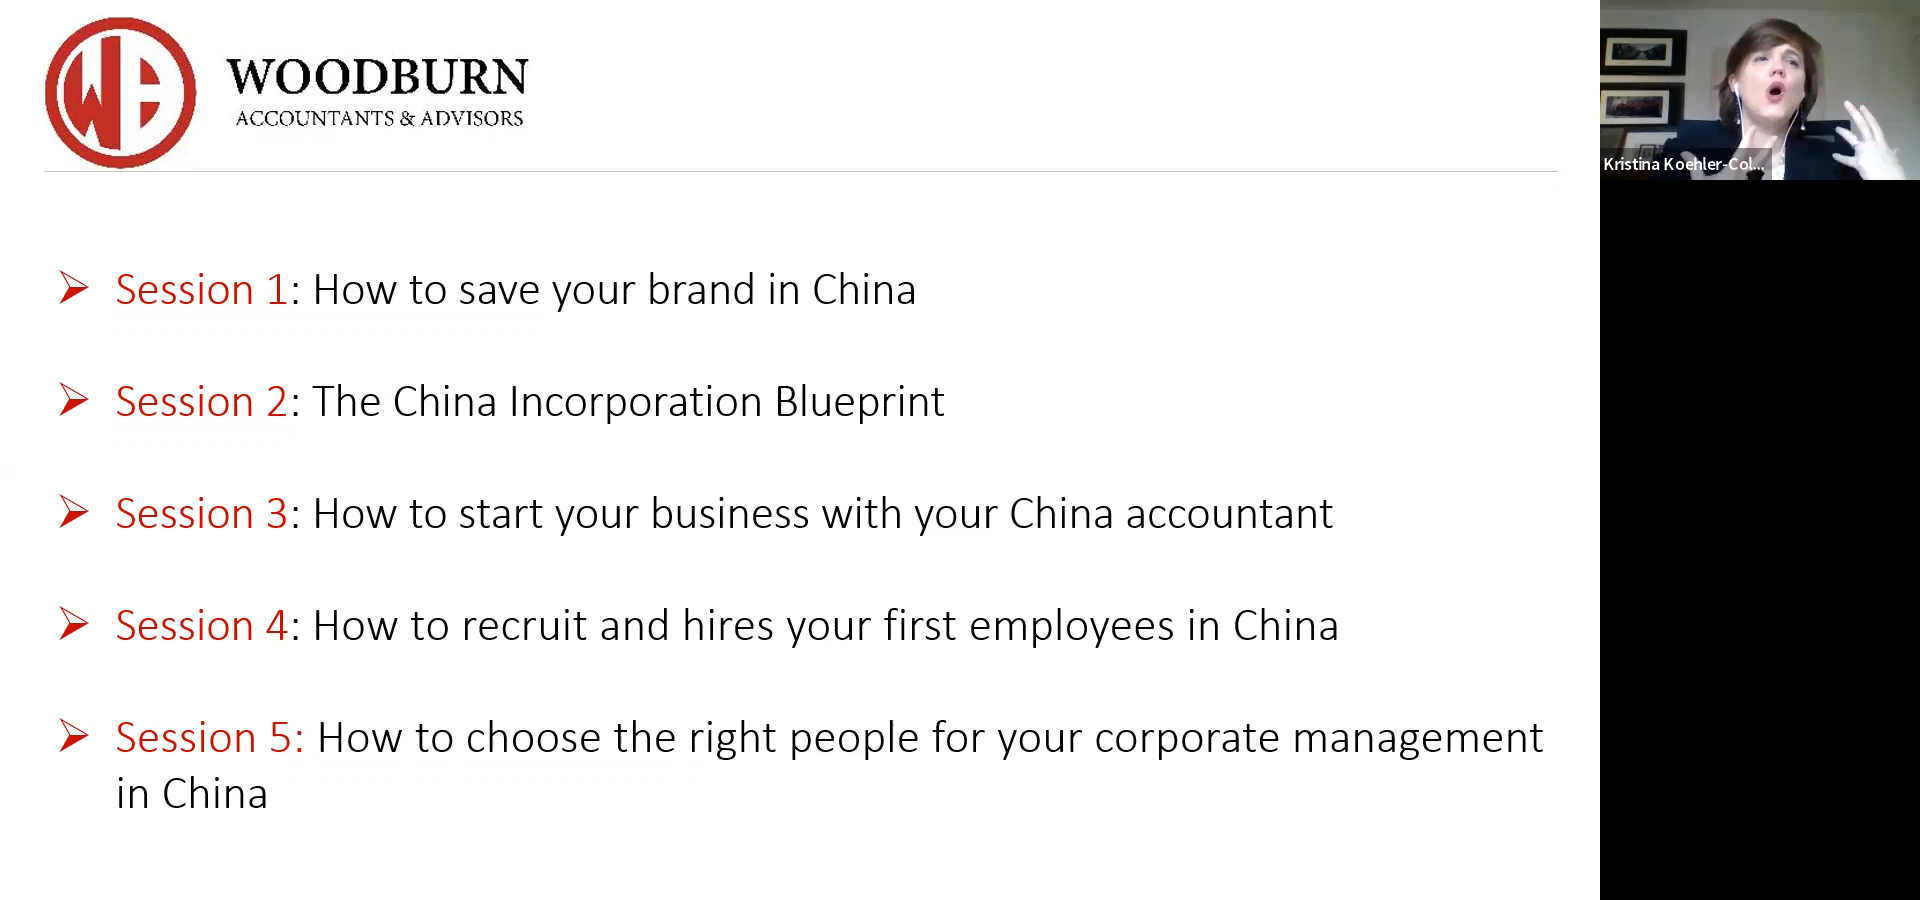 WOODBURN
ACCOUNTANTS & ADVISORS
Kristina Koehler-Col...
➢ Session 1: How to save your brand in China
➢ Session 2: The China Incorporation Blueprint
➢ Session 3: How to start your business with your China accountant
➢ Session 4: How to recruit and hires your first employees in China
➢ Session 5: How to choose the right people for your corporate management
in China